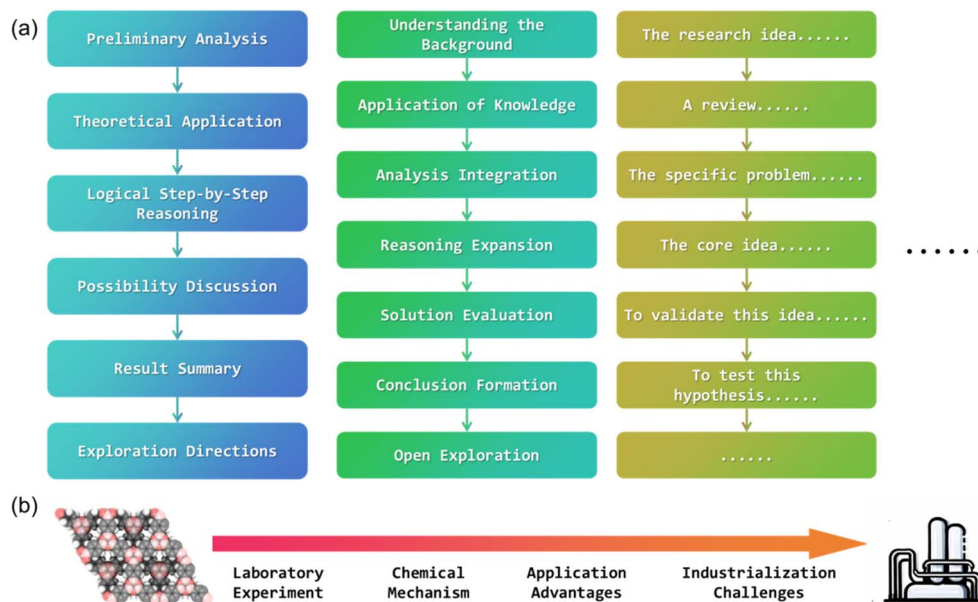 (a)
Preliminary Analysis
Theoretical Application
Logical Step-by-Step
Reasoning
Possibility Discussion
Result Summary
Exploration Directions
Understanding the
Background
Application of Knowledge
Analysis Integration
Reasoning Expansion
Solution Evaluation
Conclusion Formation
Open Exploration
The research idea......
A review......
The specific problem......
The core idea......
To validate this idea......
To test this
hypothesis......
......
......
(b)
Laboratory
Experiment
Chemical
Mechanism
Application
Advantages
Industrialization
Challenges